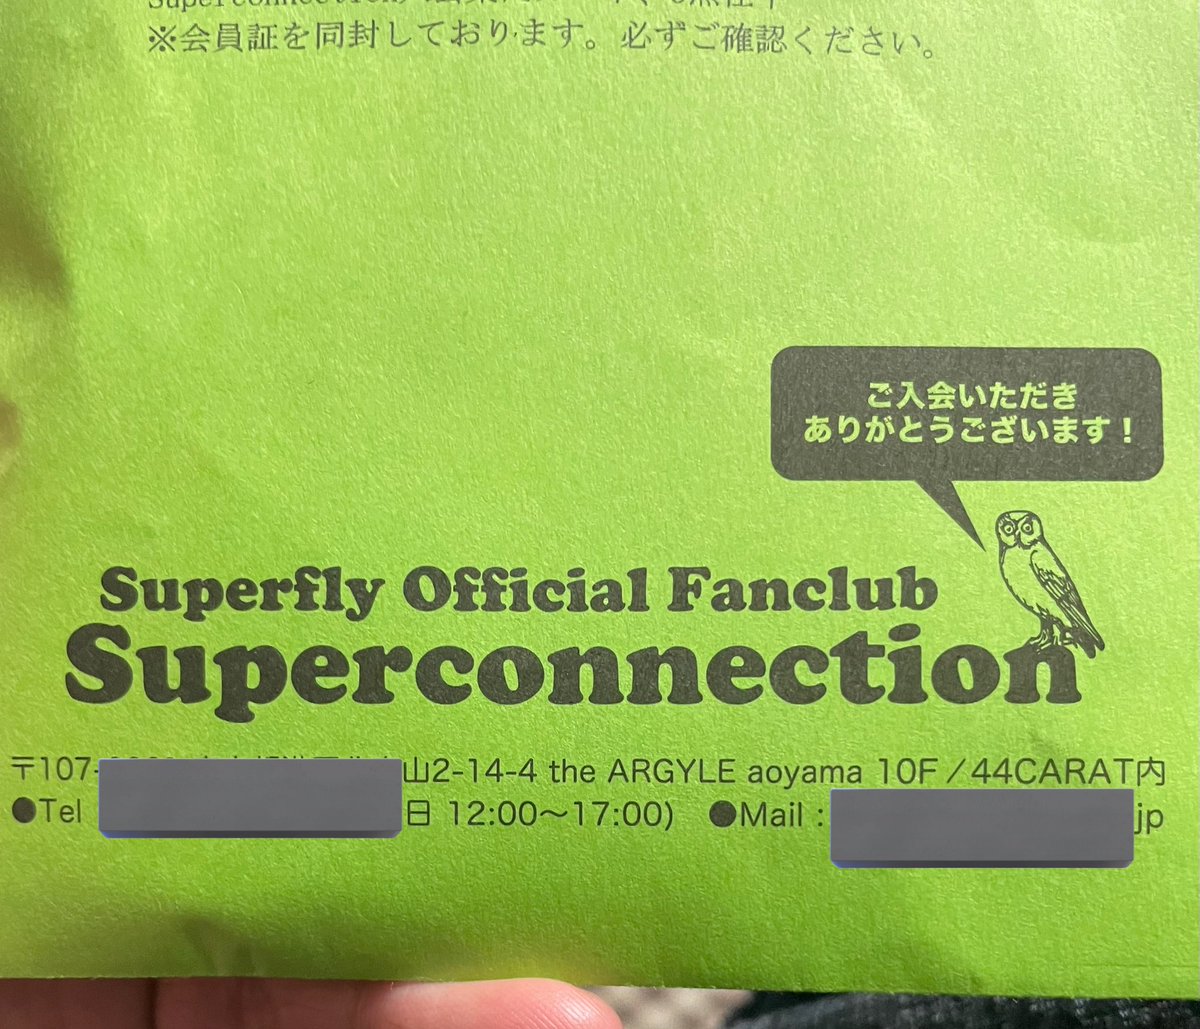 Superconnection
※会員証を同封しております。必ずご確認ください。
ご入会いただき
ありがとうございます！
Superfly Official Fanclub
Superconnection
〒107- 山2-14-4 the ARGYLE aoyama 10F／44CARAT内
●Tel 日 12:00～17:00) ●Mail : jp